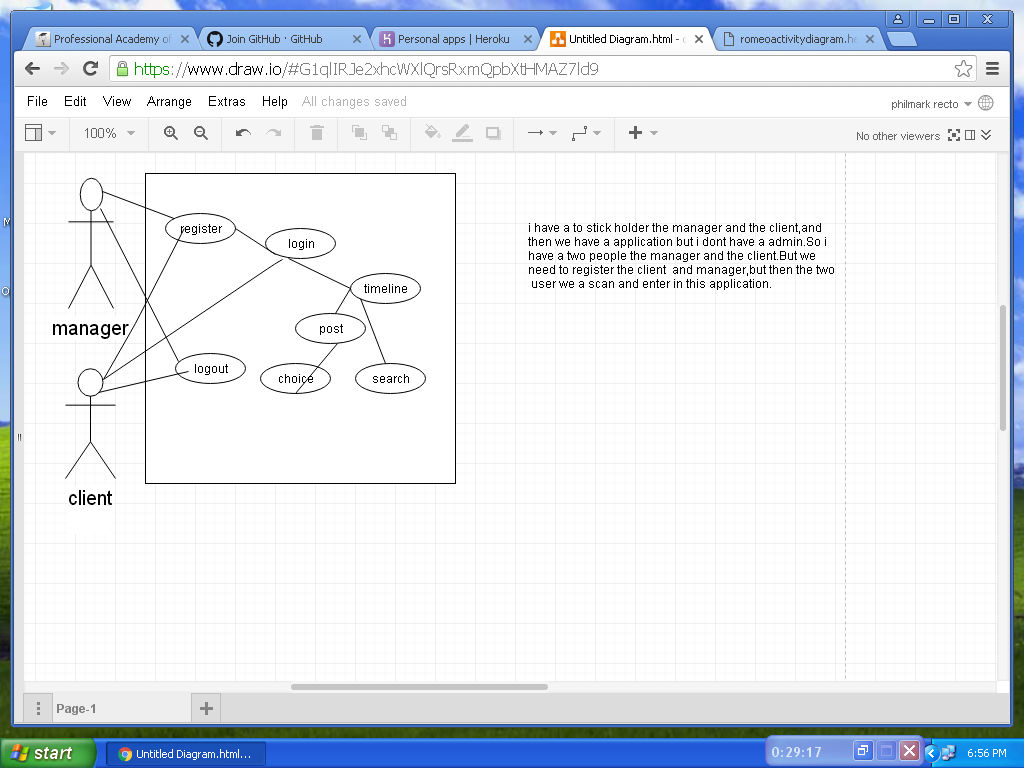 Professional Academy of
Join GitHub · GitHub
Personal apps | Heroku
Untitled Diagram.html -
romeoactivitydiagram.he
https://www.draw.io/#G1qlIRJe2xhcWXlQrsRxmQpbXtHMAZ7ld9
File Edit View Arrange Extras Help All changes saved
philmark recto
100%
No other viewers
register
login
timeline
post
choice
search
logout
manager
client
i have a to stick holder the manager and the client,and
then we have a application but i dont have a admin.So i
have a two people the manager and the client.But we
need to register the client  and manager,but then the two
user we a scan and enter in this application.
Page-1
start
Untitled Diagram.html...
0:29:17
6:56 PM